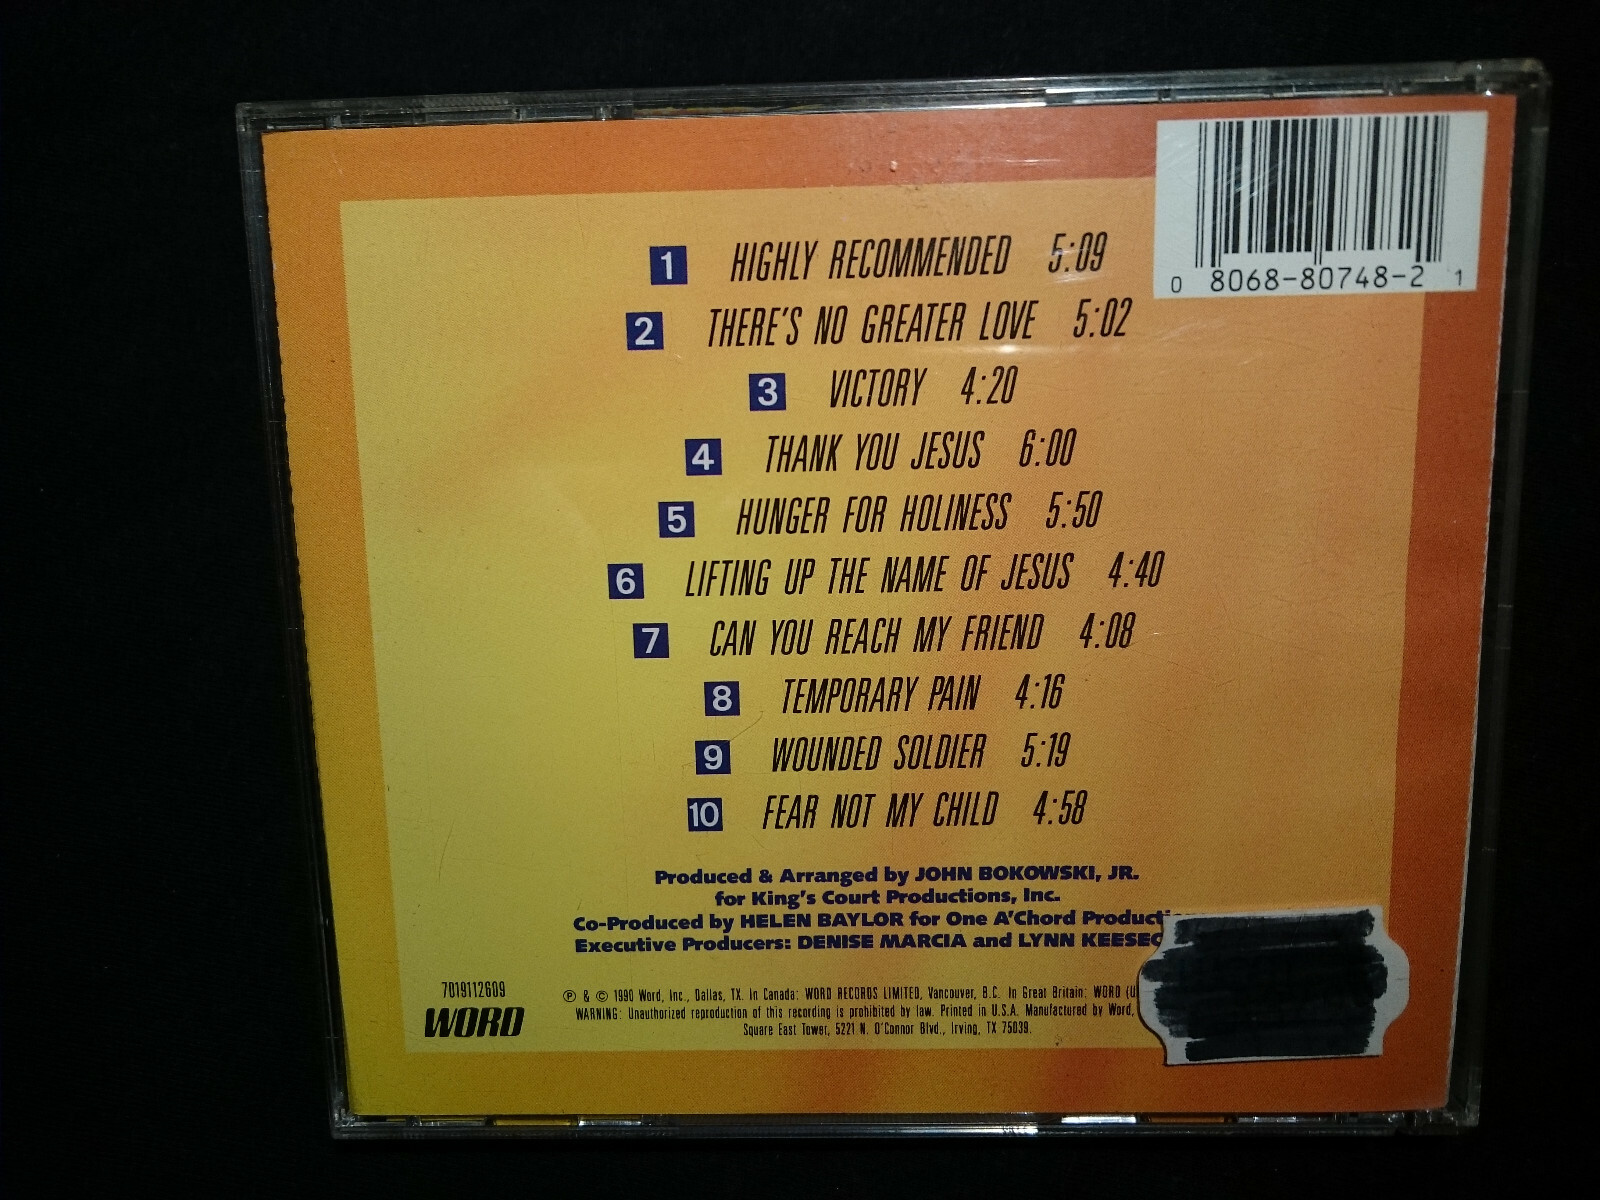 0 8068-80748-2 1
1 HIGHLY RECOMMENDED 5:09
2 THERE'S NO GREATER LOVE 5:02
3 VICTORY 4:20
4 THANK YOU JESUS 6:00
5 HUNGER FOR HOLINESS 5:50
6 LIFTING UP THE NAME OF JESUS 4:40
7 CAN YOU REACH MY FRIEND 4:08
8 TEMPORARY PAIN 4:16
9 WOUNDED SOLDIER 5:19
10 FEAR NOT MY CHILD 4:58
Produced & Arranged by JOHN BOKOWSKI, JR.
for King's Court Productions, Inc.
Co-Produced by HELEN BAYLOR for One A'Chord
Executive Producers: DENISE MARCIA and LYNN
7019112609
WORD
℗ & © 1990 Word, Inc., Dallas, TX. In Canada: WORD RECORDS LIMITED, Vancouver, B.C. In Great Britain: WORD
WARNING: Unauthorized reproduction of this recording is prohibited by law. Printed in U.S.A. Manufactured by Word,
Square East Tower, 5221 N. O'Connor Blvd., Irving, TX 75039.